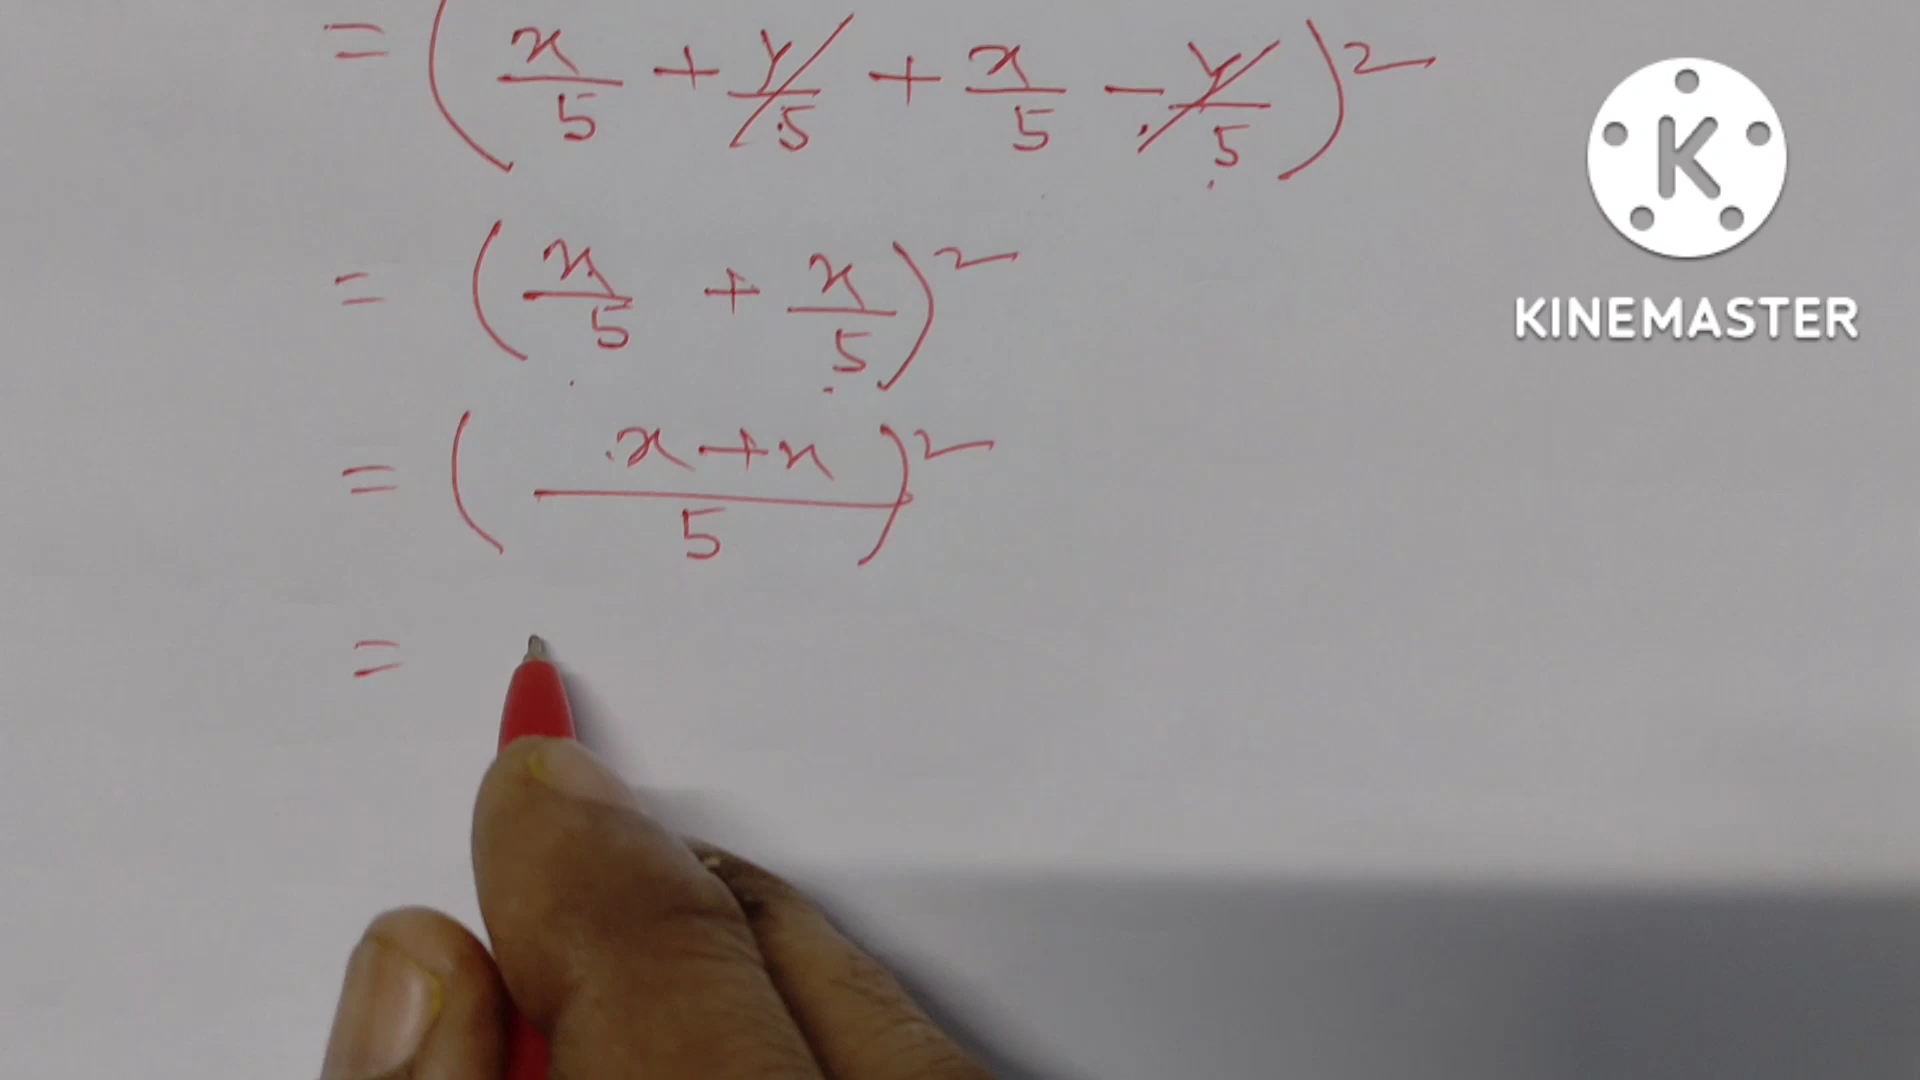 = (x/5 + y/5 + x/5 - y/5)²
= (x/5 + x/5)²
= (x+x/5)²
=
K
KINEMASTER